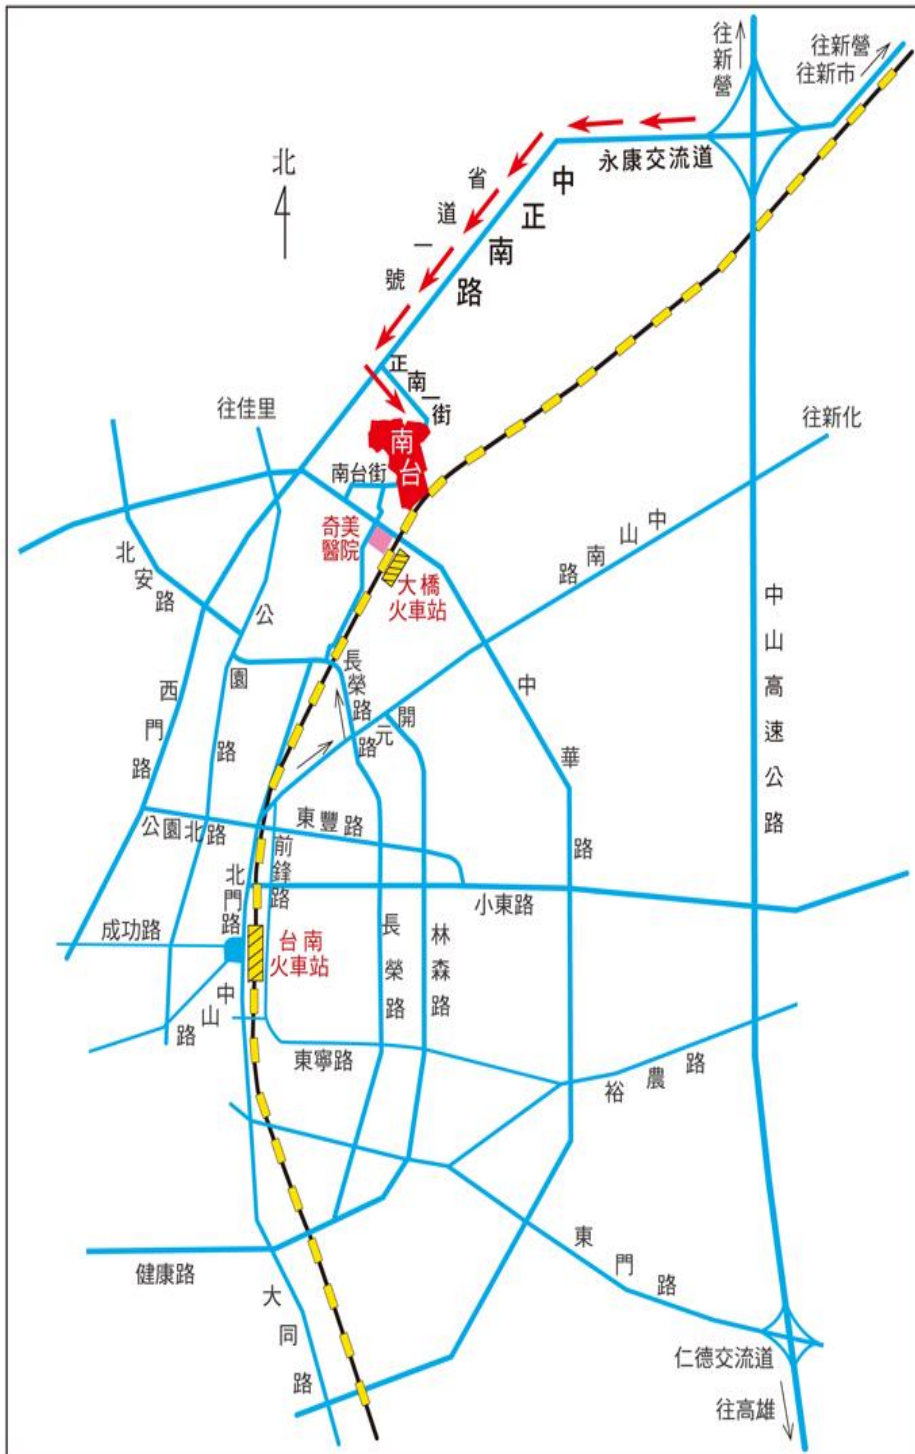 往新營
往新營
往新市
永康交流道
北
省道一號
中正南路
正南一街
往佳里
南台
往新化
南台街
奇美
醫院
大橋
火車站
中山南路
北安路
公園路
西門路
長榮路
開元路
中華路
中山高速公路
東豐路
公園北路
前鋒路
北門路
小東路
成功路
台南
火車站
長榮路
林森路
中山路
東寧路
裕農路
東門路
健康路
大同路
仁德交流道
往高雄